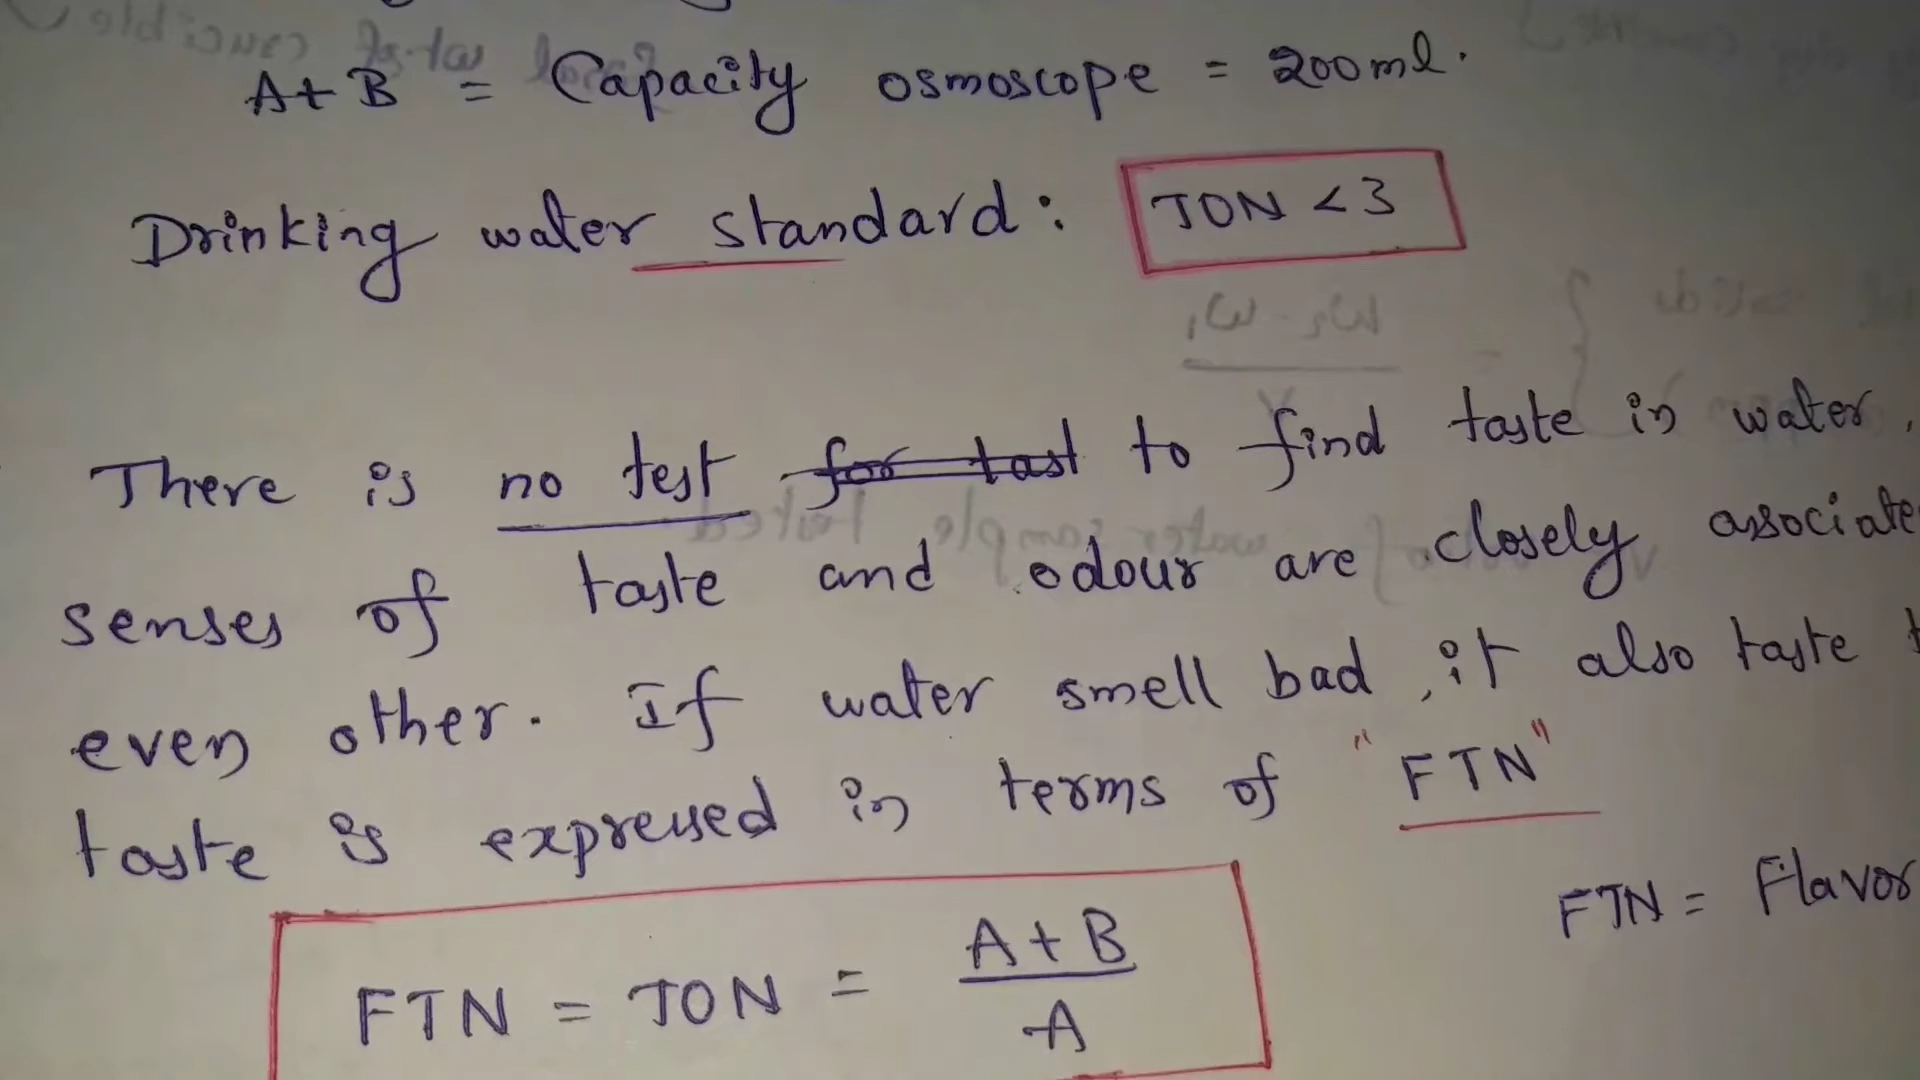 A+B = Capacity osmoscope = 200ml.
Drinking water standard: TON <3
There is no test for tast to find taste in water.
senses of taste and odour are closely associate
even other. If water smell bad, it also taste
taste is expressed in terms of "FTN"
FTN = Flavor
FTN = TON = A+B
A